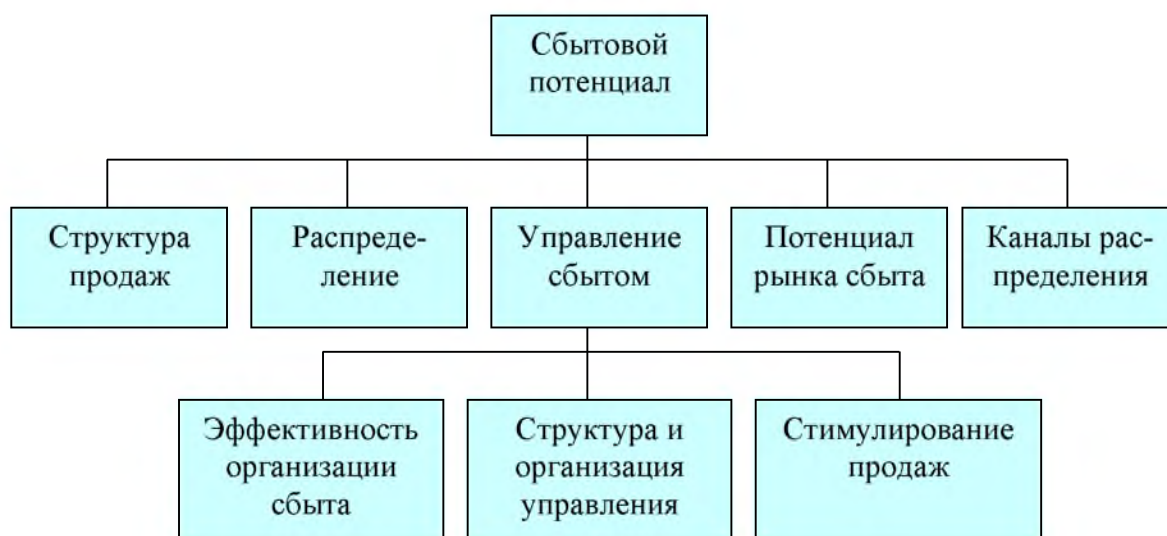 Сбытовой
потенциал
Структура
продаж
Распреде-
ление
Управление
сбытом
Потенциал
рынка сбыта
Каналы рас-
пределения
Эффективность
организации
сбыта
Структура и
организация
управления
Стимулирование
продаж